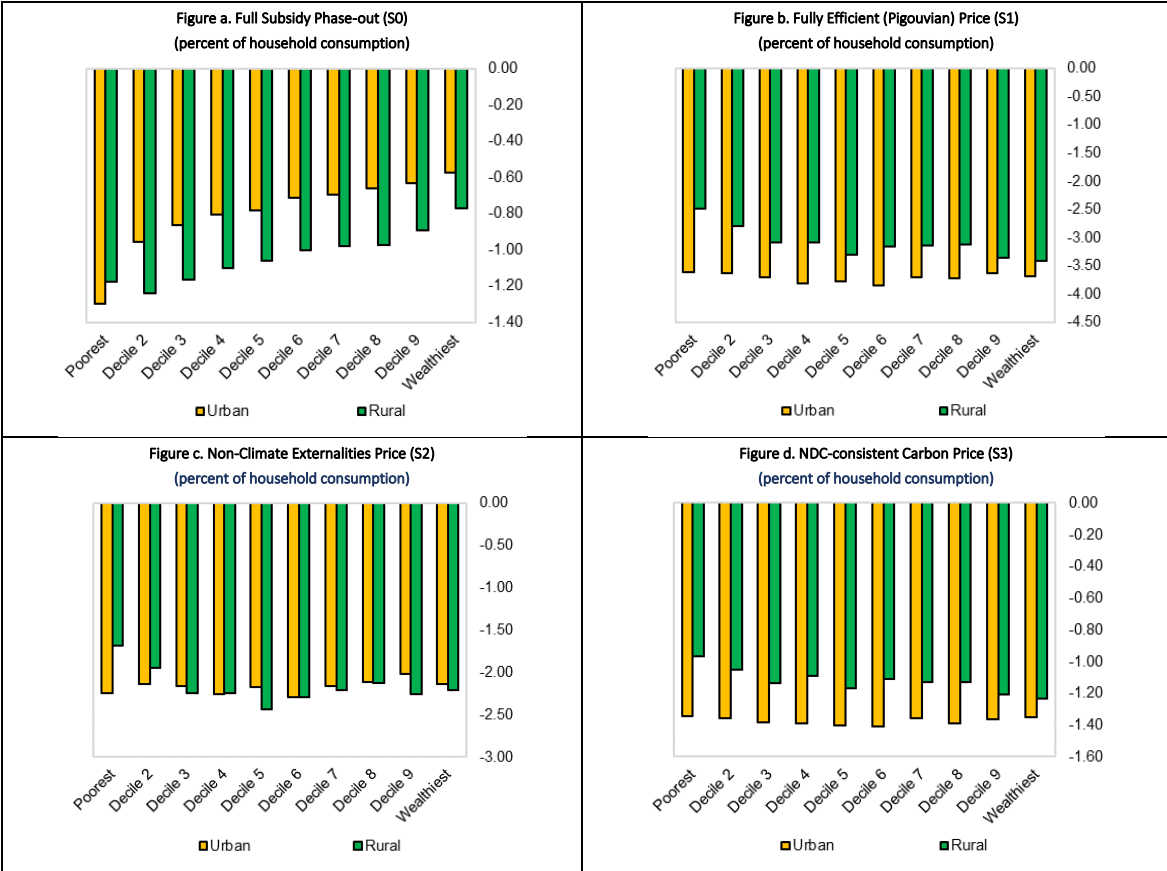 Figure a. Full Subsidy Phase-out (S0)
(percent of household consumption)
0.00
-0.20
-0.40
-0.60
-0.80
-1.00
-1.20
-1.40
Poorest
Decile 2
Decile 3
Decile 4
Decile 5
Decile 6
Decile 7
Decile 8
Decile 9
Wealthiest
Urban
Rural
Figure b. Fully Efficient (Pigouvian) Price (S1)
(percent of household consumption)
0.00
-0.50
-1.00
-1.50
-2.00
-2.50
-3.00
-3.50
-4.00
-4.50
Poorest
Decile 2
Decile 3
Decile 4
Decile 5
Decile 6
Decile 7
Decile 8
Decile 9
Wealthiest
Urban
Rural
Figure c. Non-Climate Externalities Price (S2)
(percent of household consumption)
0.00
-0.50
-1.00
-1.50
-2.00
-2.50
-3.00
Poorest
Decile 2
Decile 3
Decile 4
Decile 5
Decile 6
Decile 7
Decile 8
Decile 9
Wealthiest
Urban
Rural
Figure d. NDC-consistent Carbon Price (S3)
(percent of household consumption)
0.00
-0.20
-0.40
-0.60
-0.80
-1.00
-1.20
-1.40
-1.60
Poorest
Decile 2
Decile 3
Decile 4
Decile 5
Decile 6
Decile 7
Decile 8
Decile 9
Wealthiest
Urban
Rural